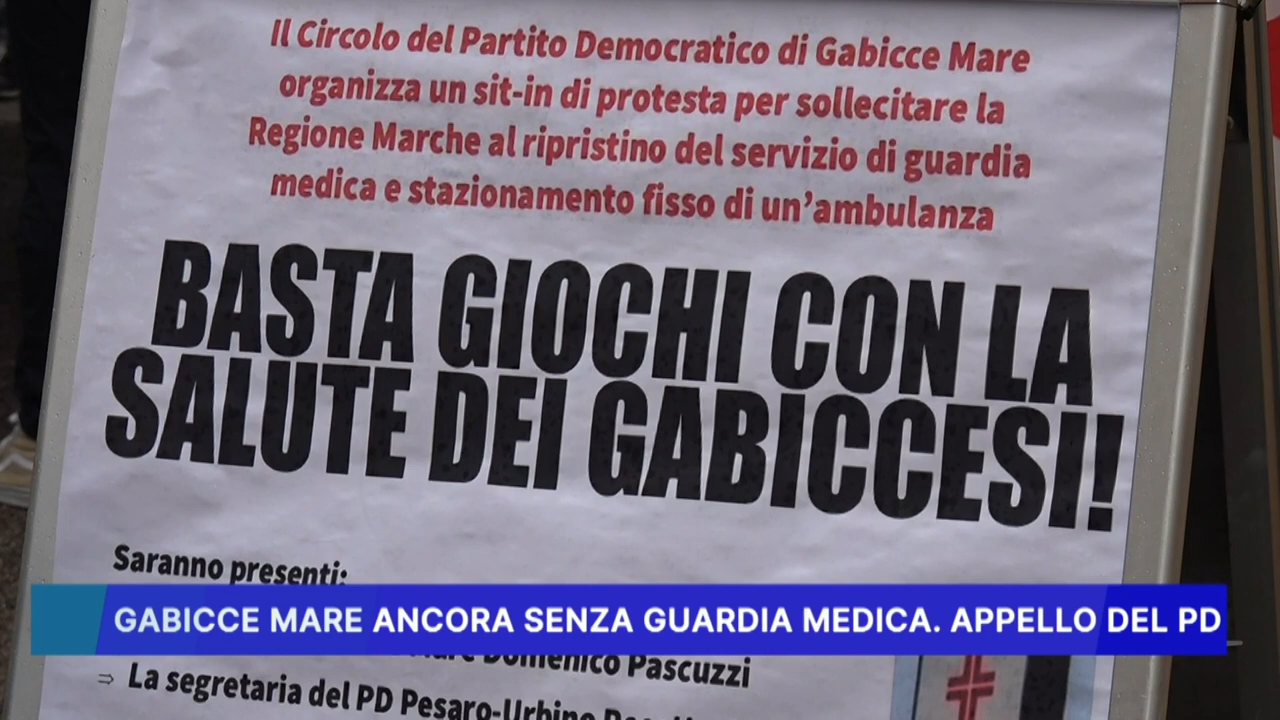 Il Circolo del Partito Democratico di Gabicce Mare
organizza un sit-in di protesta per sollecitare la
Regione Marche al ripristino del servizio di guardia
medica e stazionamento fisso di un'ambulanza
BASTA GIOCHI CON LA
SALUTE DEI GABICCESI!
Saranno presenti:
GABICCE MARE ANCORA SENZA GUARDIA MEDICA. APPELLO DEL PD
Domenico Pascuzzi
⇒ La segretaria del PD Pesaro-Urbino